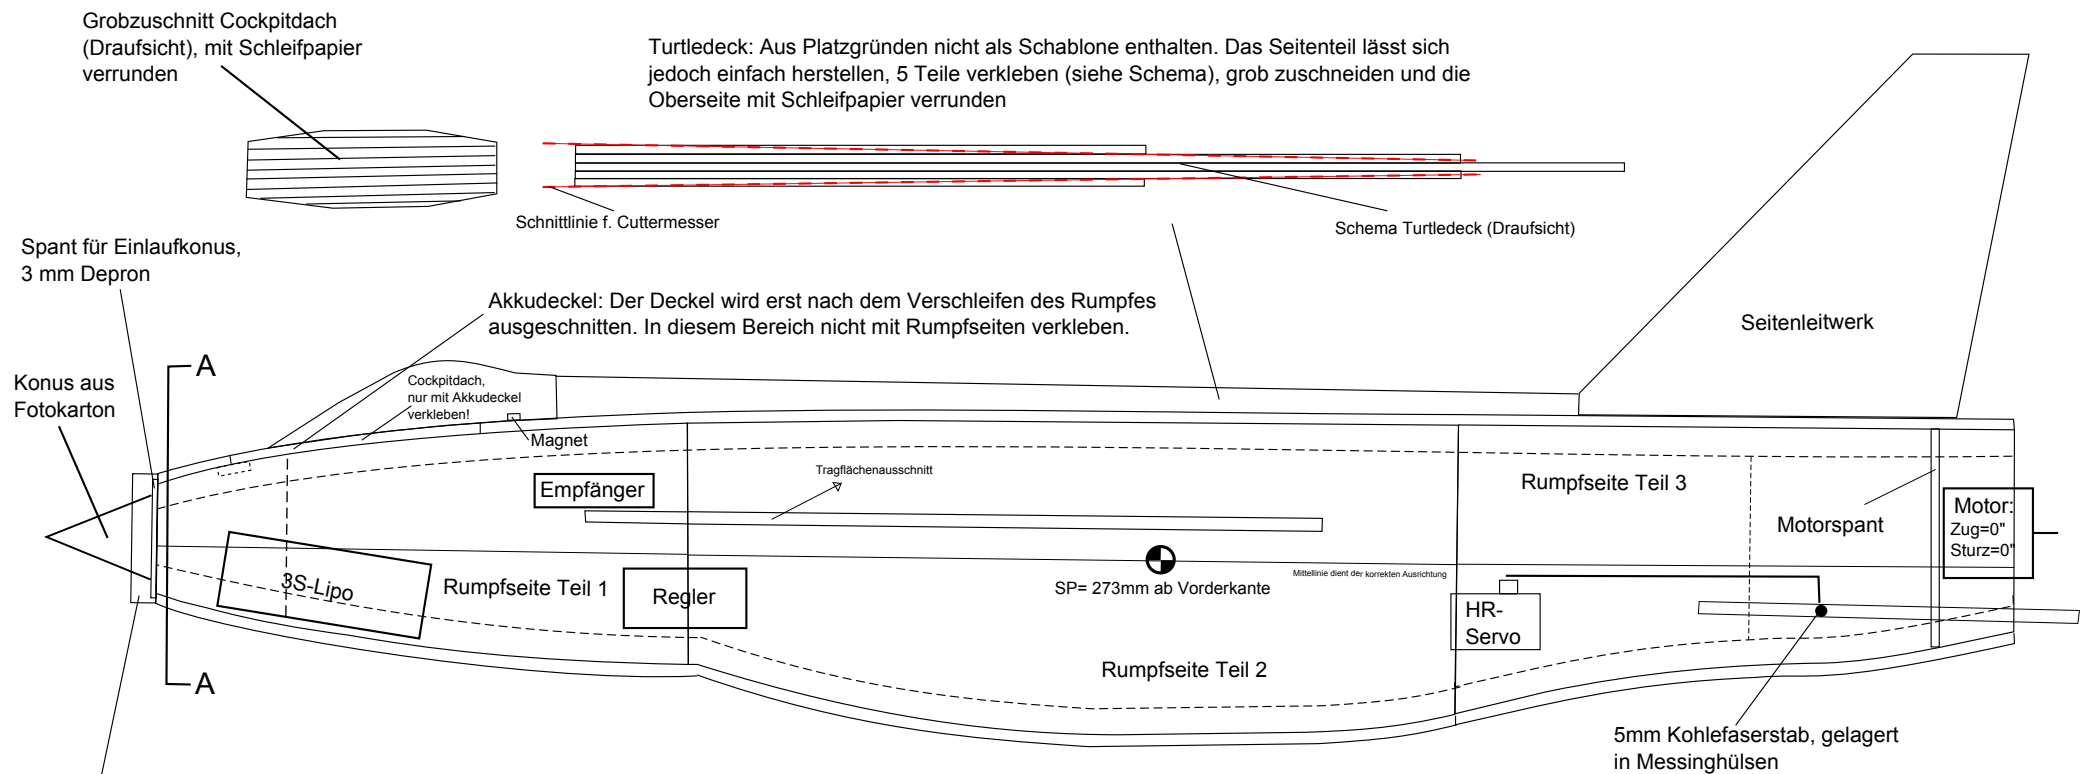 Grobzuschnitt Cockpitdach
(Draufsicht), mit Schleifpapier
verrunden
Turtledeck: Aus Platzgründen nicht als Schablone enthalten. Das Seitenteil lässt sich
jedoch einfach herstellen, 5 Teile verkleben (siehe Schema), grob zuschneiden und die
Oberseite mit Schleifpapier verrunden
Schnittlinie f. Cuttermesser
Schema Turtledeck (Draufsicht)
Spant für Einlaufkonus,
3 mm Depron
Akkudeckel: Der Deckel wird erst nach dem Verschleifen des Rumpfes
ausgeschnitten. In diesem Bereich nicht mit Rumpfseiten verkleben.
Seitenleitwerk
A
Konus aus
Fotokarton
Cockpitdach,
nur mit Akkudeckel
verkleben!
Magnet
Tragflächenausschnitt
Empfänger
Rumpfseite Teil 3
Motorspant
Motor:
Zug=0"
Sturz=0"
3S-Lipo
Rumpfseite Teil 1
Regler
SP= 273mm ab Vorderkante
Mittellinie dient der korrekten Ausrichtung
HR-
Servo
Rumpfseite Teil 2
A
5mm Kohlefaserstab, gelagert
in Messinghülsen